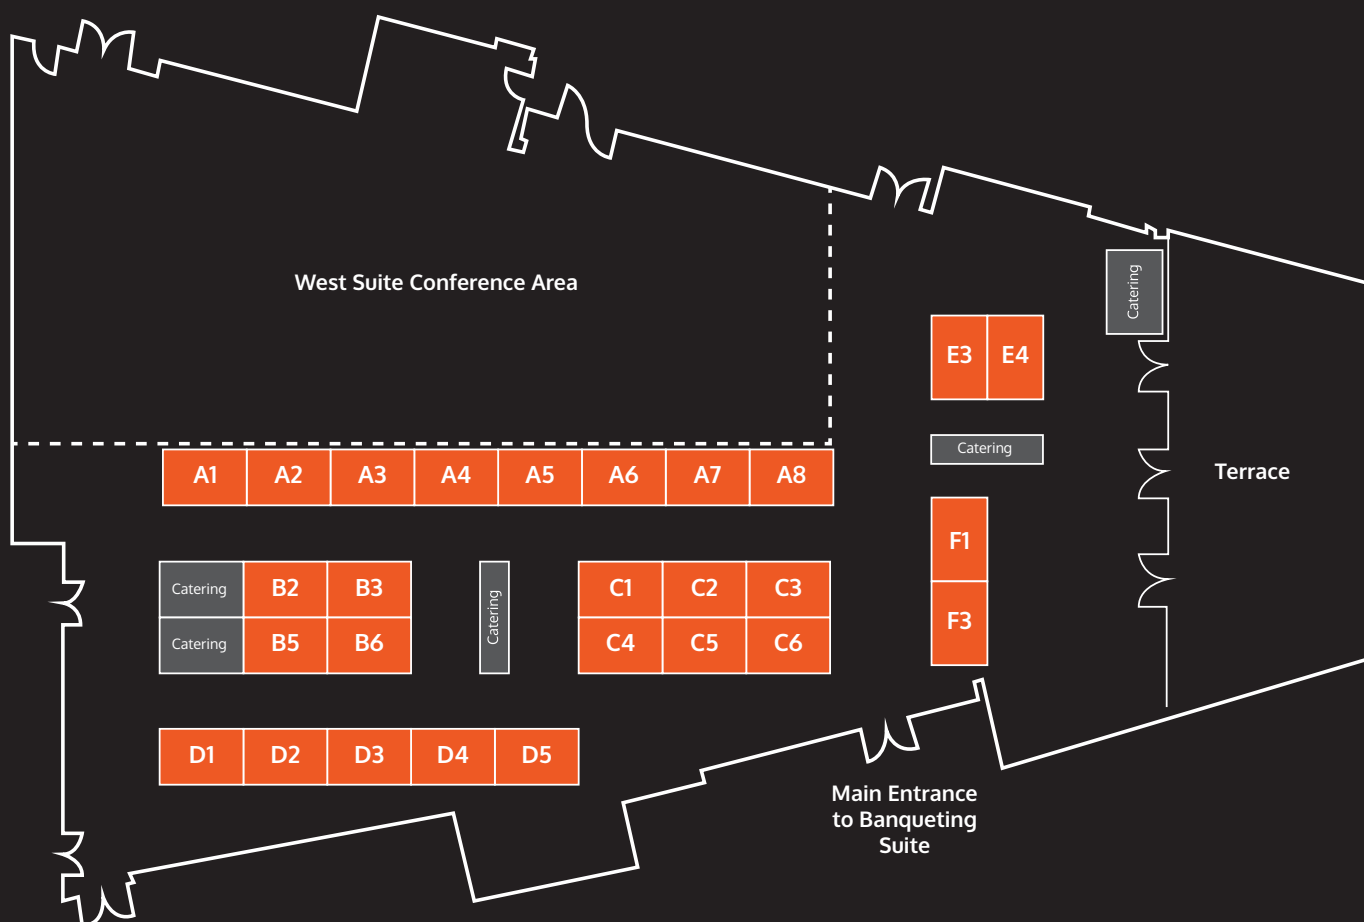 West Suite Conference Area
Catering
E3 E4
Catering
Terrace
A1 A2 A3 A4 A5 A6 A7 A8
F1
F3
Catering B2 B3
Catering B5 B6
Catering
C1 C2 C3
C4 C5 C6
D1 D2 D3 D4 D5
Main Entrance
to Banqueting
Suite